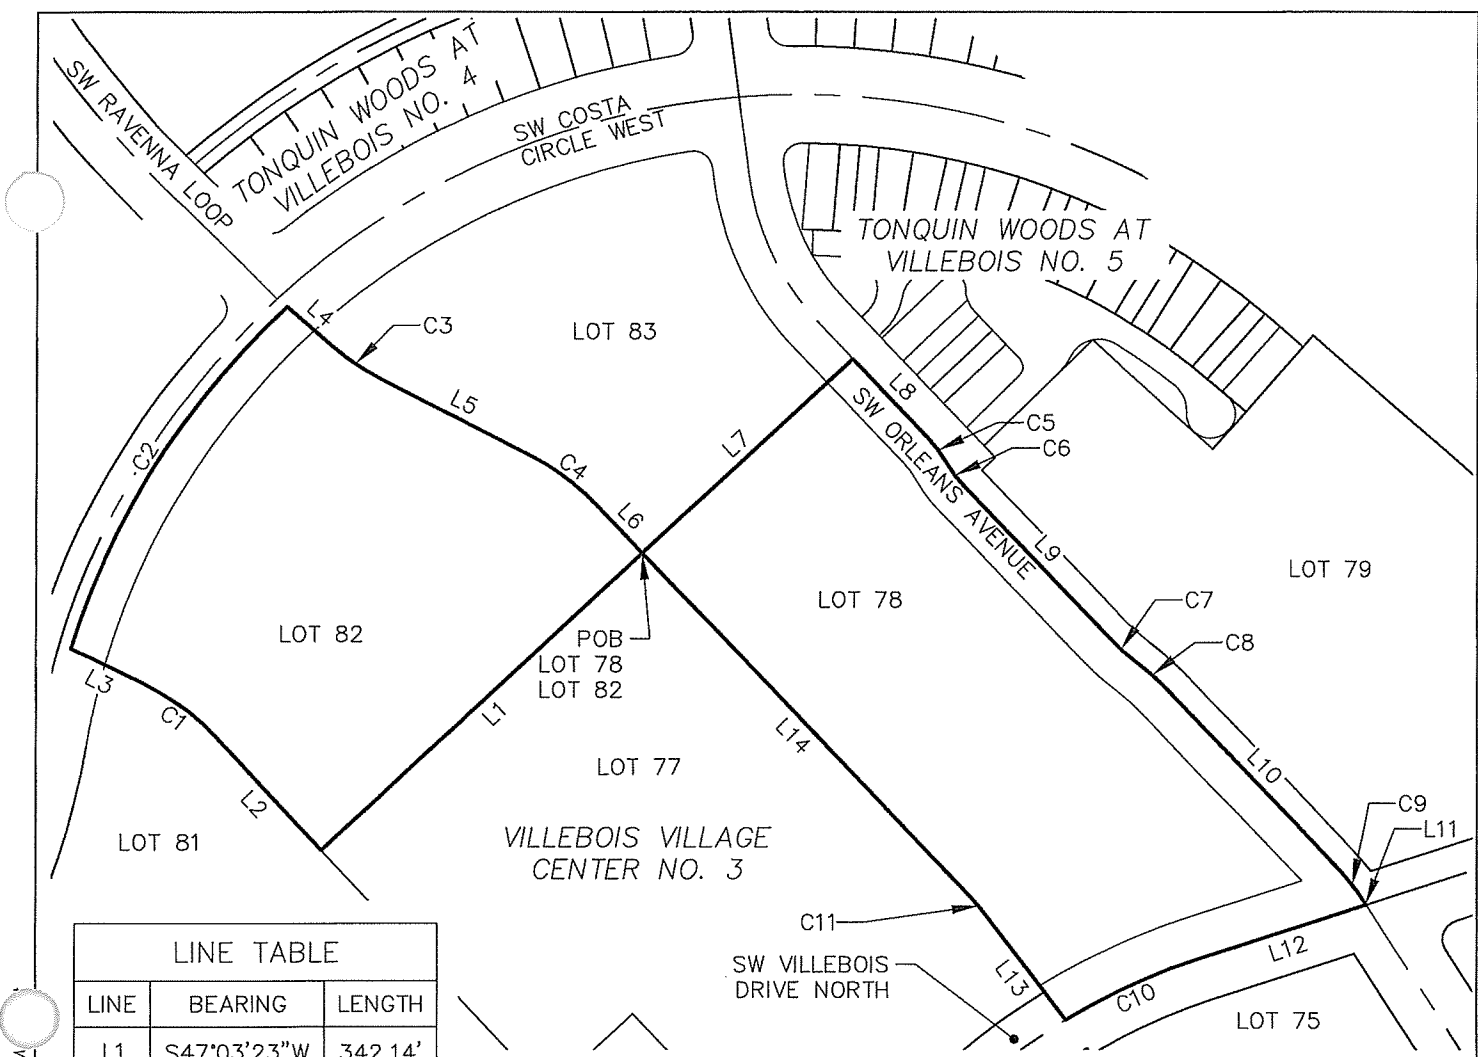 TONQUIN WOODS AT
VILLEBOIS NO. 4
SW RAVENNA LOOP
SW COSTA
CIRCLE WEST
TONQUIN WOODS AT
VILLEBOIS NO. 5
L4
C3
LOT 83
L5
C2
C4
L7
L6
L8
SW ORLEANS AVENUE
C5
C6
L9
LOT 79
LOT 82
POB
LOT 78
LOT 82
LOT 78
C7
C8
L3
C1
L1
L14
L2
LOT 77
L10
LOT 81
VILLEBOIS VILLAGE
CENTER NO. 3
C9
L11
C11
L12
L13
C10
SW VILLEBOIS
DRIVE NORTH
LOT 75
LINE TABLE
LINE BEARING LENGTH
L1 S47°03'23"W 342.14'